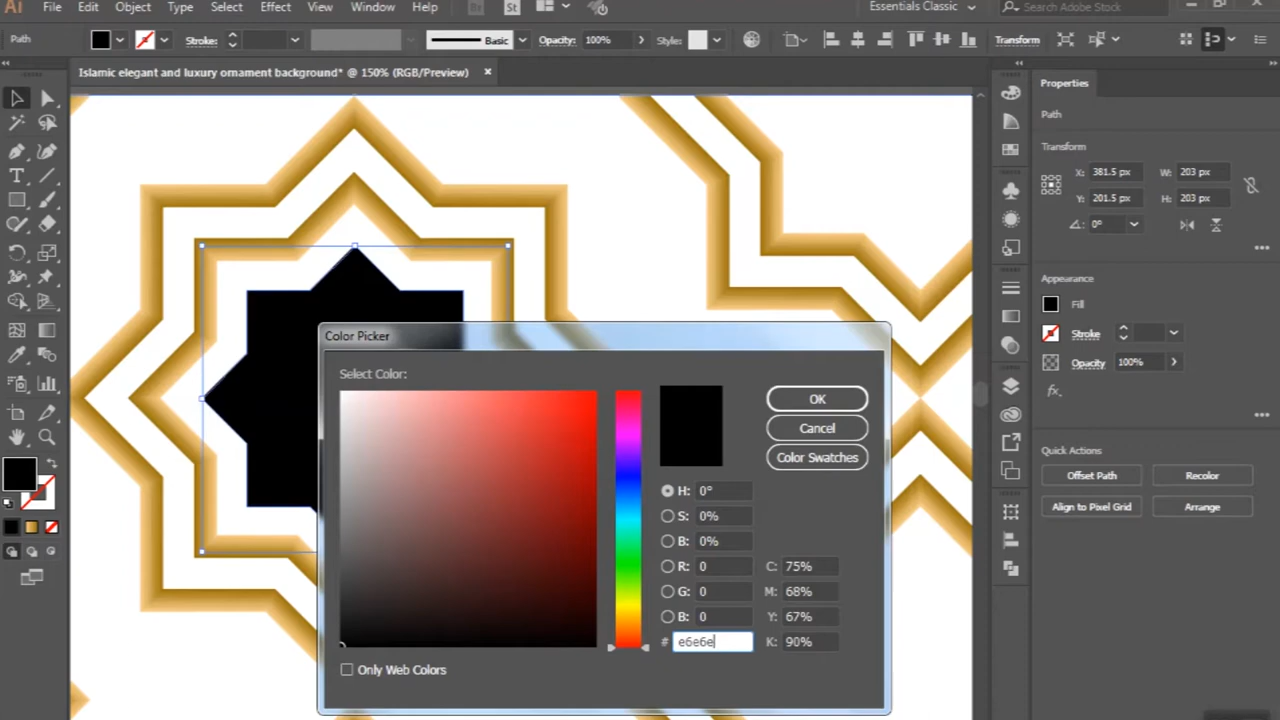 Ai File Edit Object Type Select Effect View Window Help Br St Essentials Classic Search Adobe Stock
Path Stroke: Basic Opacity: 100% Style: Transform
Islamic elegant and luxury ornament background* @ 150% (RGB/Preview) ×
Properties
Path
Transform
X: 381.5 px W: 203 px
Y: 201.5 px H: 203 px
0°
Appearance
Fill
Stroke
Opacity 100%
fx.
Quick Actions
Offset Path Recolor
Align to Pixel Grid Arrange
Color Picker
Select Color:
OK
Cancel
Color Swatches
H: 0°
S: 0%
B: 0%
R: 0 C: 75%
G: 0 M: 68%
B: 0 Y: 67%
# e6e6e K: 90%
Only Web Colors